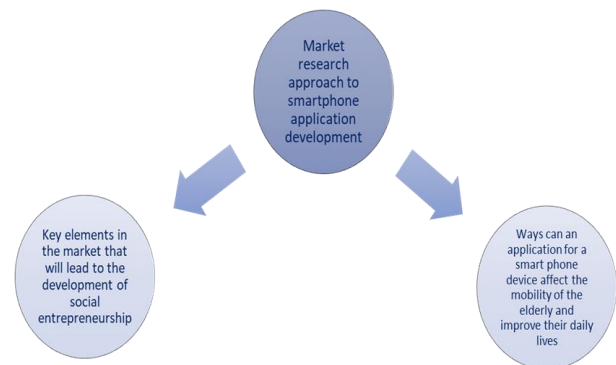 Market
research
approach to
smartphone
application
development
Key elements in
the market that
will lead to the
development of
social
entrepreneurship
Ways can an
application for a
smart phone
device affect the
mobility of the
elderly and
improve their daily
lives